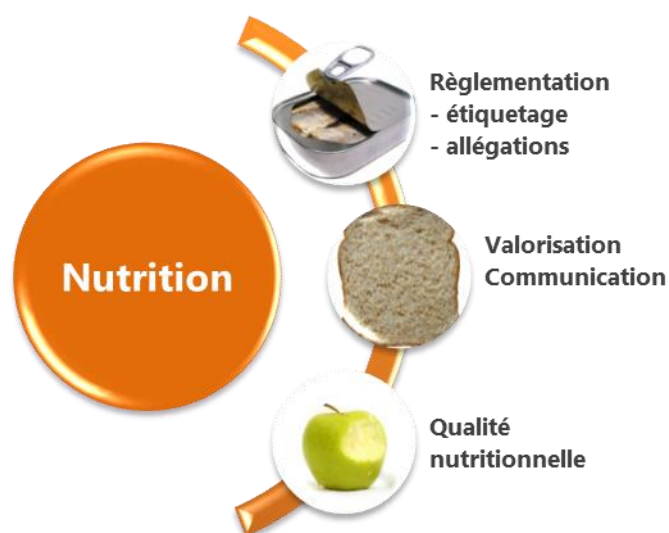 Nutrition
Règlementation
- étiquetage
- allégations
Valorisation
Communication
Qualité
nutritionnelle